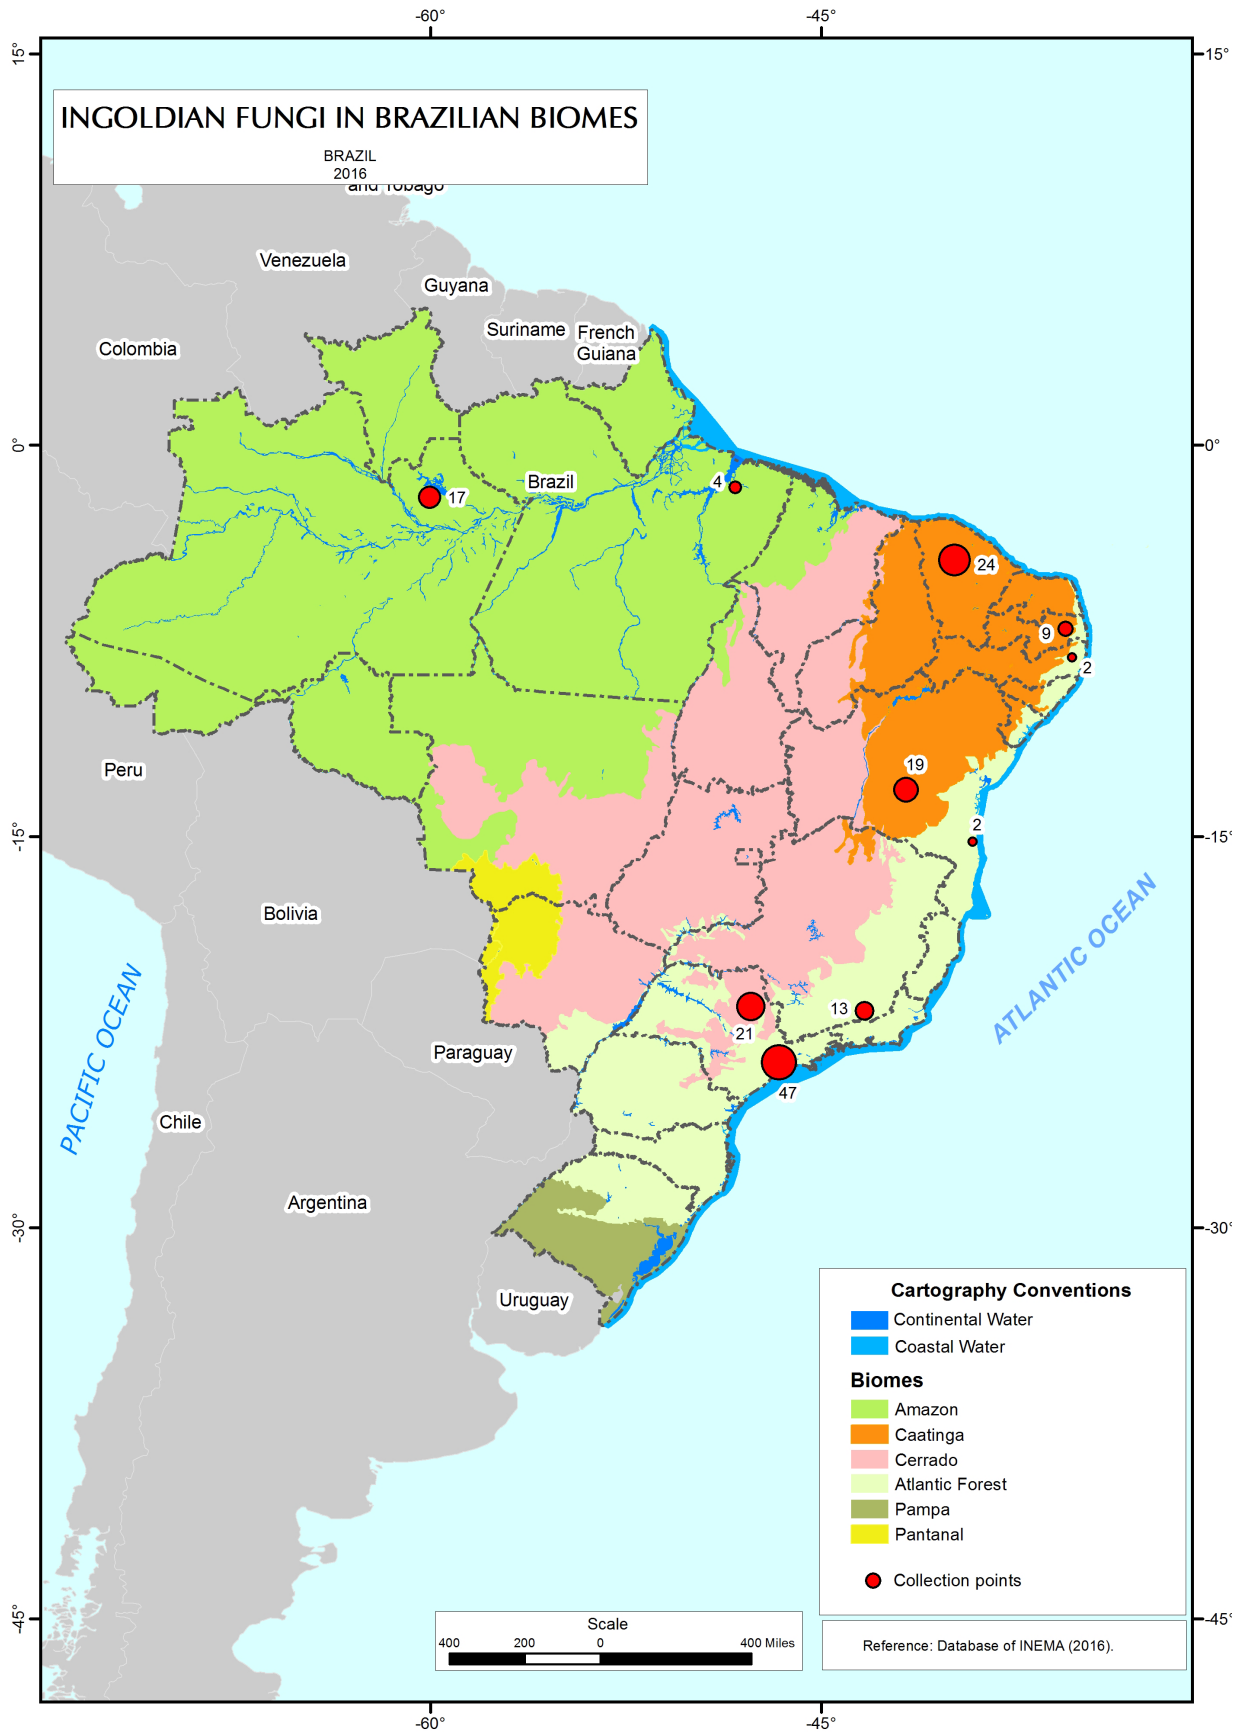 -60°
-45°
15°
15°
INGOLDIAN FUNGI IN BRAZILIAN BIOMES
BRAZIL
2016
and Tobago
Venezuela
Guyana
Suriname
French
Guiana
Colombia
0°
0°
Brazil
4
17
24
9
2
Peru
19
2
-15°
-15°
Bolivia
ATLANTIC OCEAN
PACIFIC OCEAN
13
21
Paraguay
47
Chile
Argentina
-30°
-30°
Uruguay
Cartography Conventions
Continental Water
Coastal Water
Biomes
Amazon
Caatinga
Cerrado
Atlantic Forest
Pampa
Pantanal
Collection points
-45°
-45°
Scale
400
200
0
400 Miles
Reference: Database of INEMA (2016).
-60°
-45°